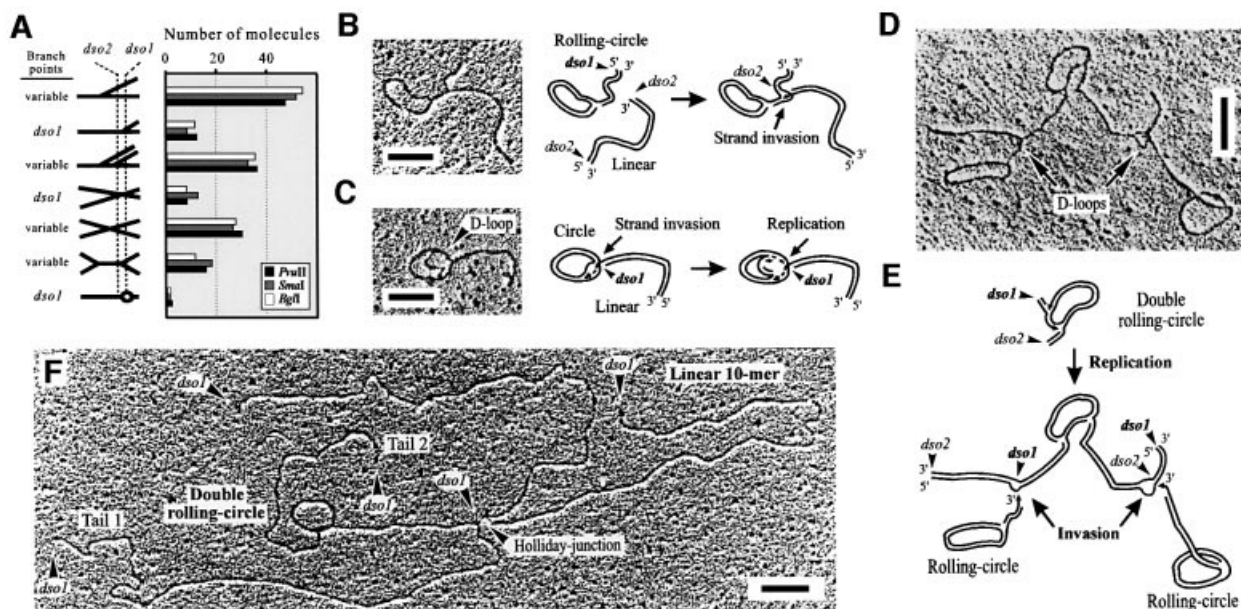 A
Number of molecules
dso2 dso1
Branch points
0 20 40
variable
dso1
variable
dso1
variable
variable
dso1
PvuII
SmaI
BglI
B
Rolling-circle
dso1 5'
dso2
3'
dso2
5' 3'
Linear
dso2 5'
3'
Strand invasion
3'
5'
C
D-loop
Circle
Strand invasion
dso1
Linear
3' 5'
Replication
dso1
3' 5'
D
D-loops
E
dso1
dso2
Double
rolling-circle
Replication
dso2
3'
5'
dso1
3'
dso1
3'
5'
dso2
3'
Invasion
Rolling-circle
Rolling-circle
F
dso1
dso1
Linear 10-mer
Tail 2
dso1
dso1
Double
rolling-circle
Tail 1
Holliday-junction
dso1